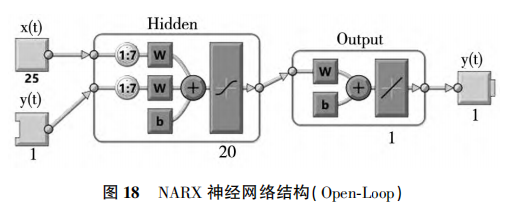 Hidden
x(t)
25
1:7
W
y(t)
1
1:7
W
b
+
20
Output
W
b
+
1
y(t)
1
图 18 NARX 神经网络结构( Open-Loop)